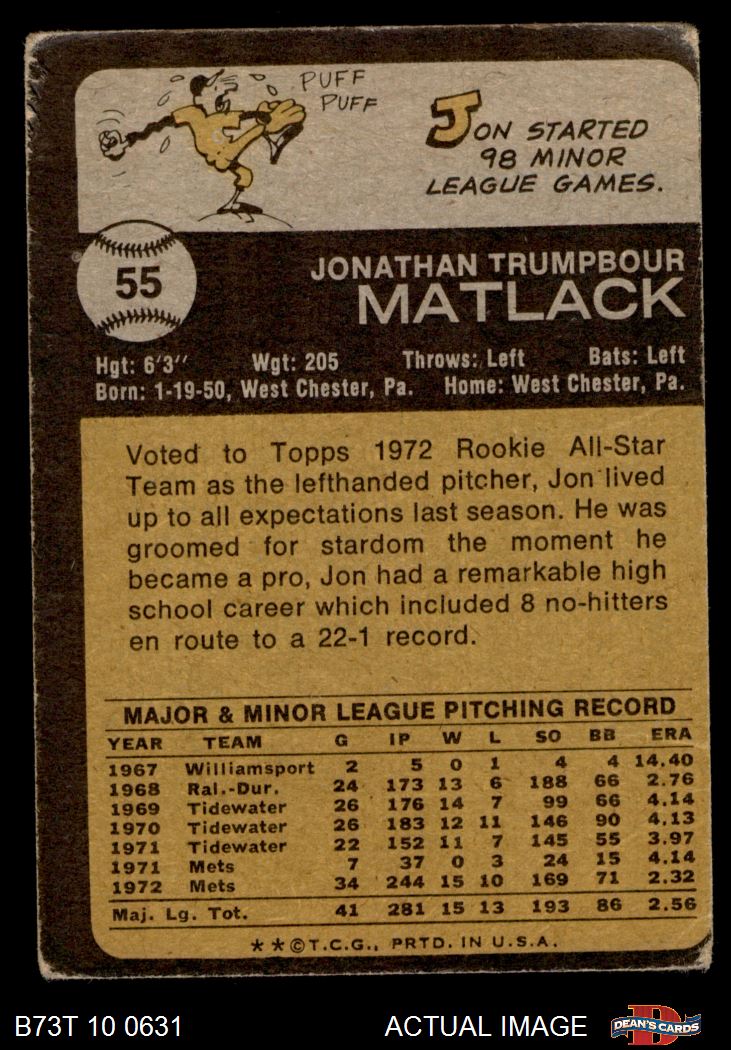 PUFF
PUFF
JON STARTED
98 MINOR
LEAGUE GAMES.
55
JONATHAN TRUMPBOUR
MATLACK
Hgt: 6'3" Wgt: 205 Throws: Left Bats: Left
Born: 1-19-50, West Chester, Pa. Home: West Chester, Pa.
Voted to Topps 1972 Rookie All-Star
Team as the lefthanded pitcher, Jon lived
up to all expectations last season. He was
groomed for stardom the moment he
became a pro, Jon had a remarkable high
school career which included 8 no-hitters
en route to a 22-1 record.
MAJOR & MINOR LEAGUE PITCHING RECORD
YEAR TEAM G IP W L SO BB ERA
1967 Williamsport 2 5 0 1 4 4 14.40
1968 Ral.-Dur. 24 173 13 6 188 66 2.76
1969 Tidewater 26 176 14 7 99 66 4.14
1970 Tidewater 26 183 12 11 146 90 4.13
1971 Tidewater 22 152 11 7 145 55 3.97
1971 Mets 7 37 0 3 24 15 4.14
1972 Mets 34 244 15 10 169 71 2.32
Maj. Lg. Tot. 41 281 15 13 193 86 2.56
**©T.C.G., PRTD. IN U.S.A.
B73T 10 0631 ACTUAL IMAGE D DEAN'S CARDS